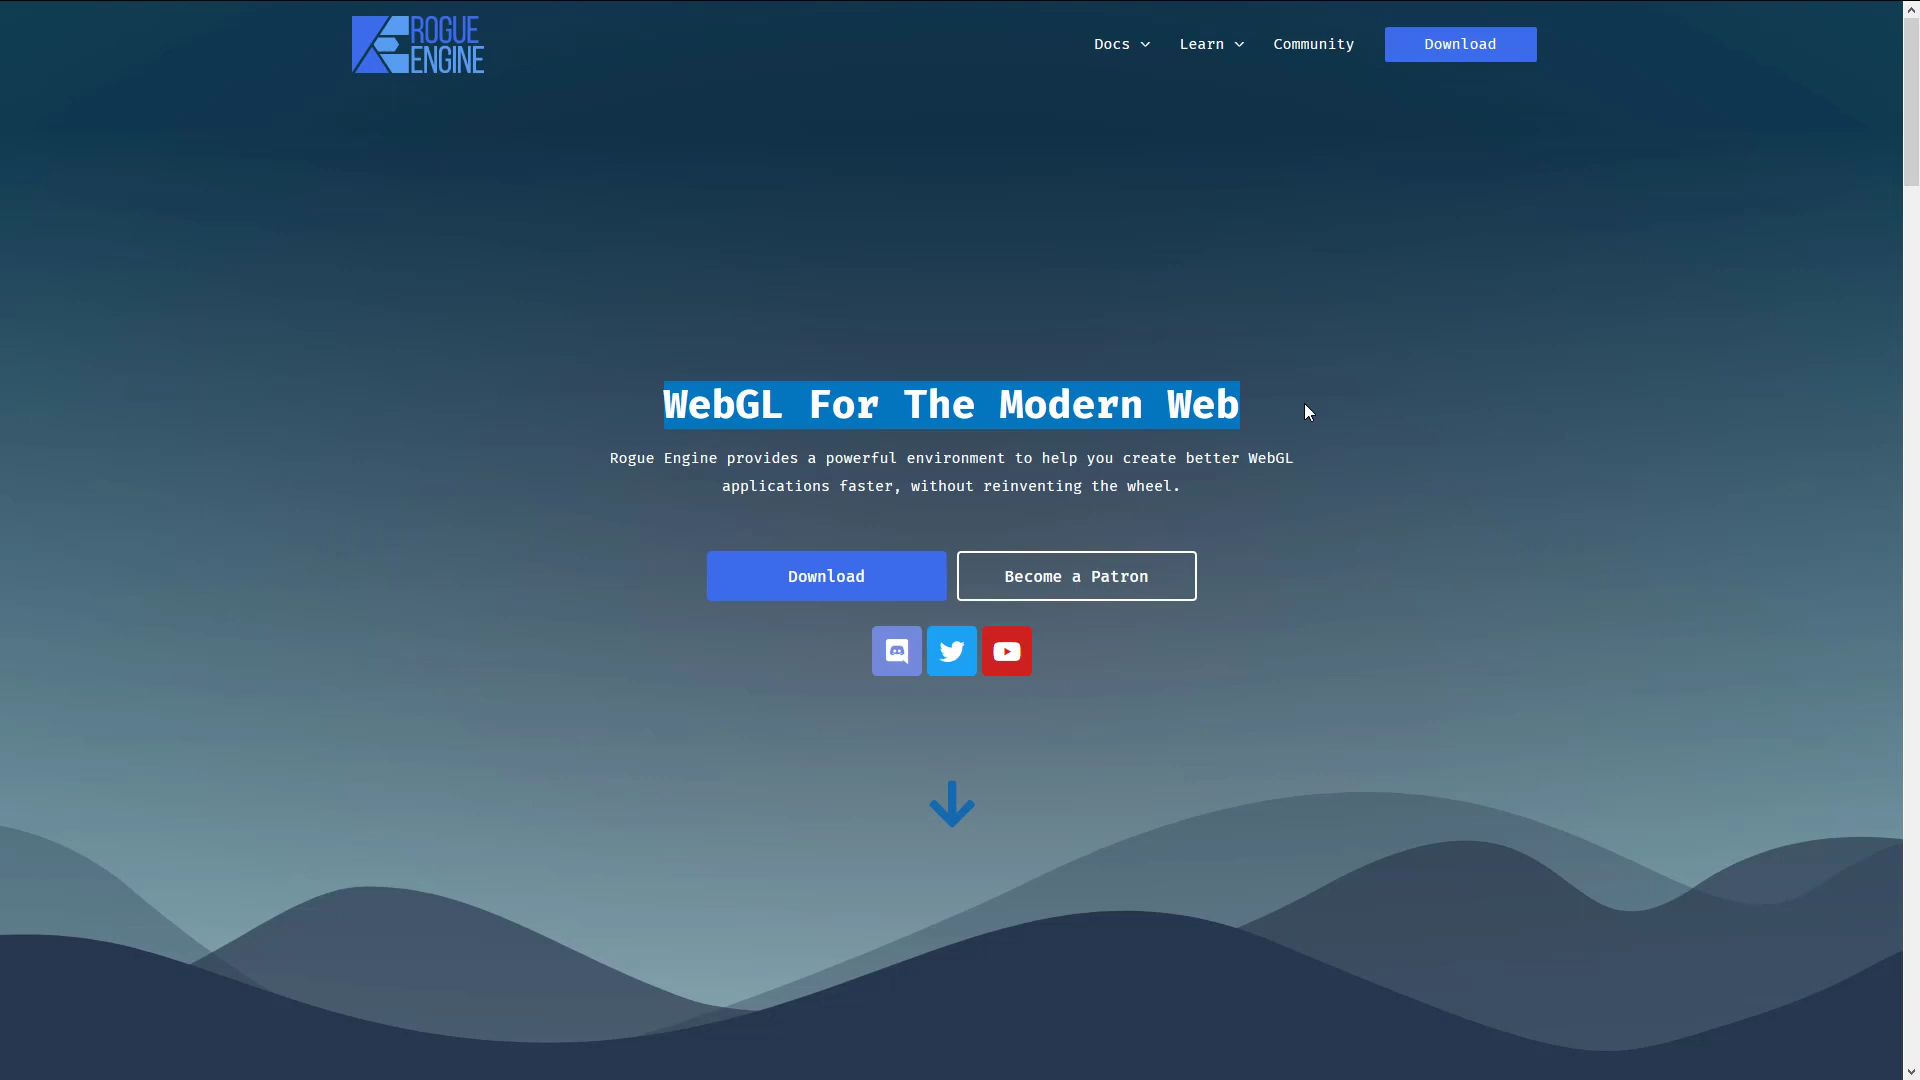 ROGUE
ENGINE
Docs
Learn
Community
Download
WebGL For The Modern Web
Rogue Engine provides a powerful environment to help you create better WebGL
applications faster, without reinventing the wheel.
Download
Become a Patron